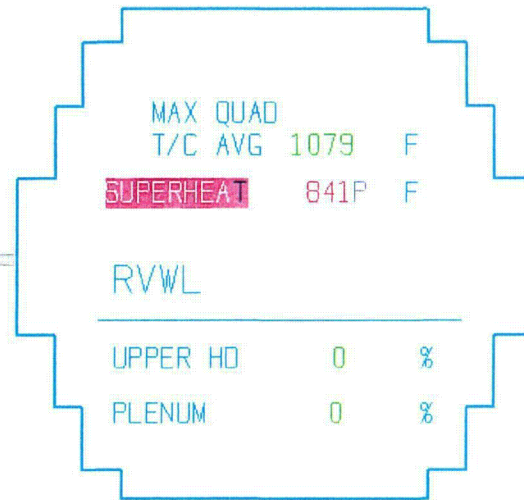 MAX QUAD
T/C AVG 1079 F
SUPERHEAT 841P F
RVWL
UPPER HD 0 %
PLENUM 0 %